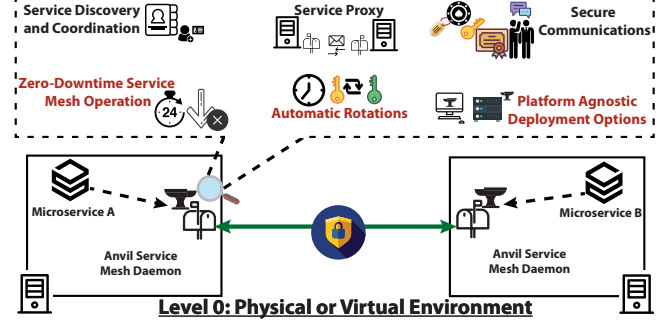 Service Discovery
and Coordination
Service Proxy
Secure
Communications
Zero-Downtime Service
Mesh Operation
24
Automatic Rotations
Platform Agnostic
Deployment Options
Microservice A
Anvil Service
Mesh Daemon
Microservice B
Anvil Service
Mesh Daemon
Level 0: Physical or Virtual Environment